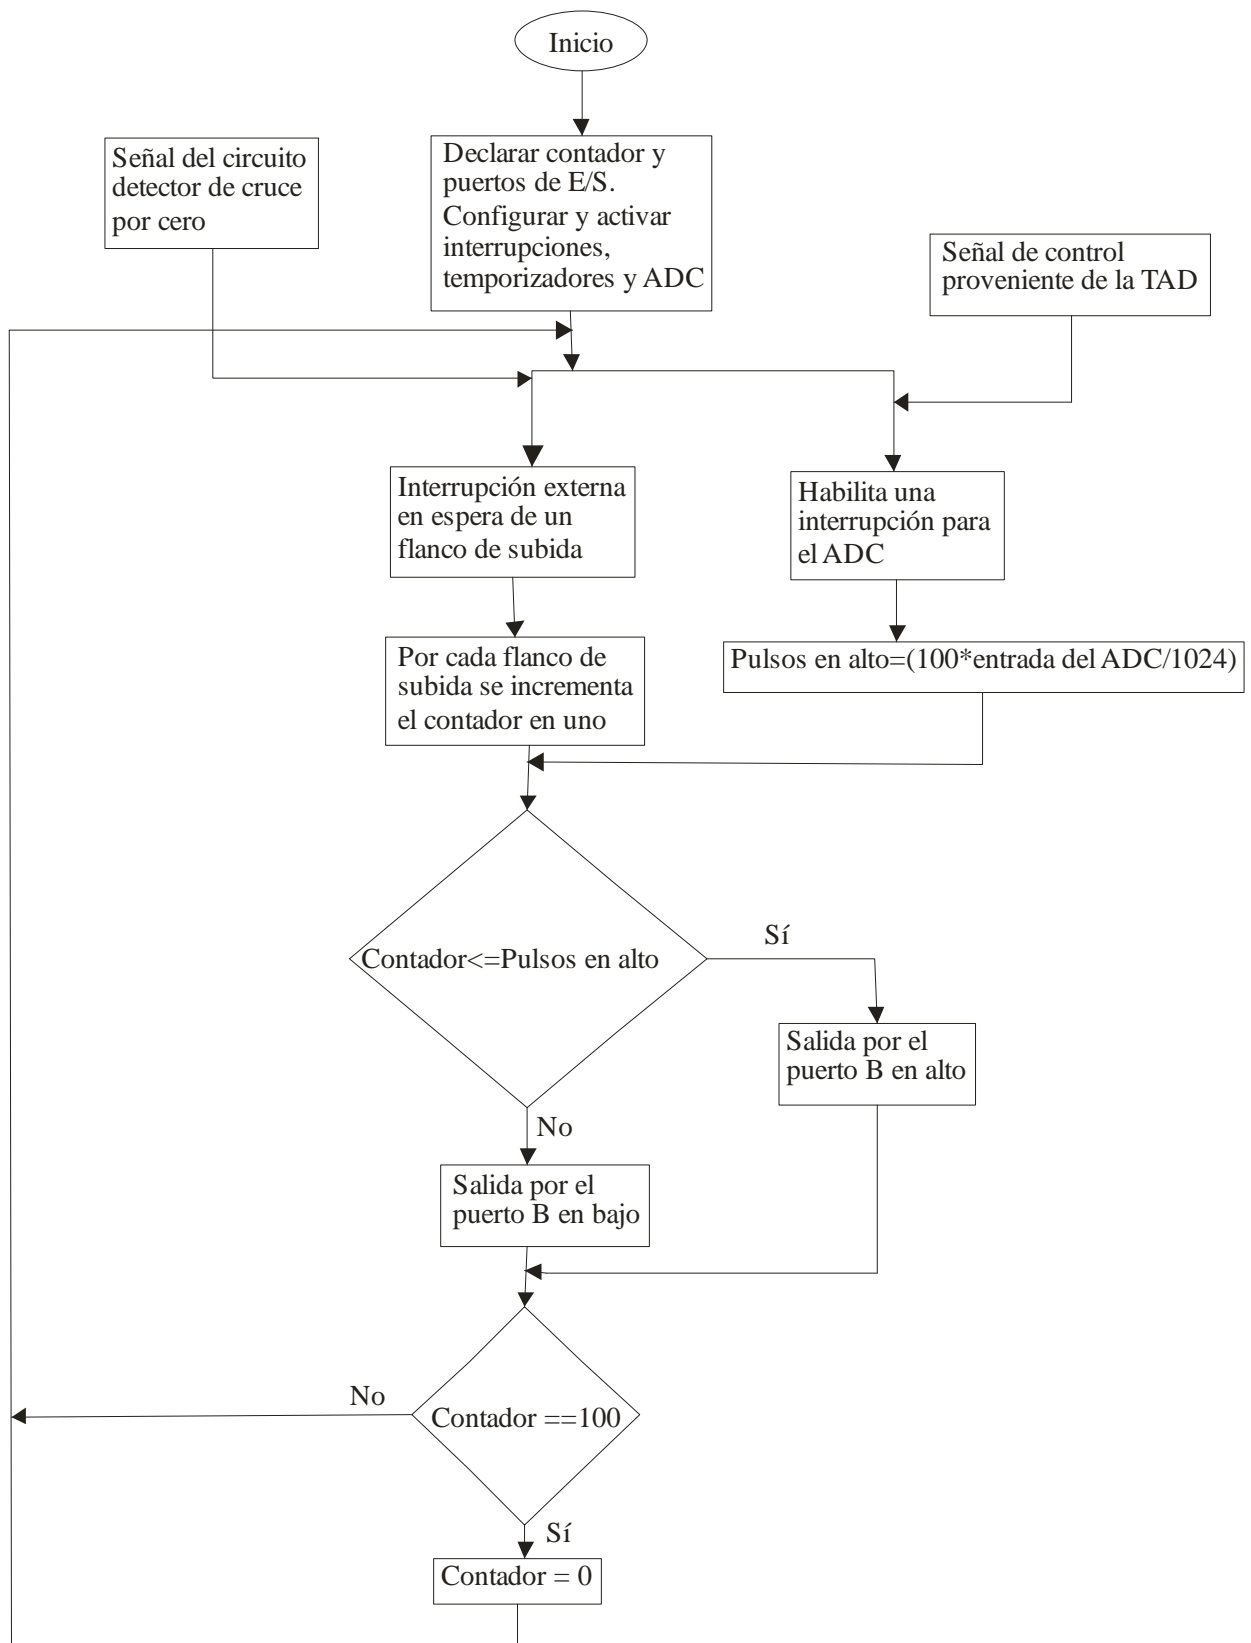 Inicio
Señal del circuito
detector de cruce
por cero
Declarar contador y
puertos de E/S.
Configurar y activar
interrupciones,
temporizadores y ADC
Señal de control
proveniente de la TAD
Interrupción externa
en espera de un
flanco de subida
Habilita una
interrupción para
el ADC
Por cada flanco de
subida se incrementa
el contador en uno
Pulsos en alto=(100*entrada del ADC/1024)
Contador<=Pulsos en alto
Sí
Salida por el
puerto B en alto
No
Salida por el
puerto B en bajo
No
Contador ==100
Sí
Contador = 0